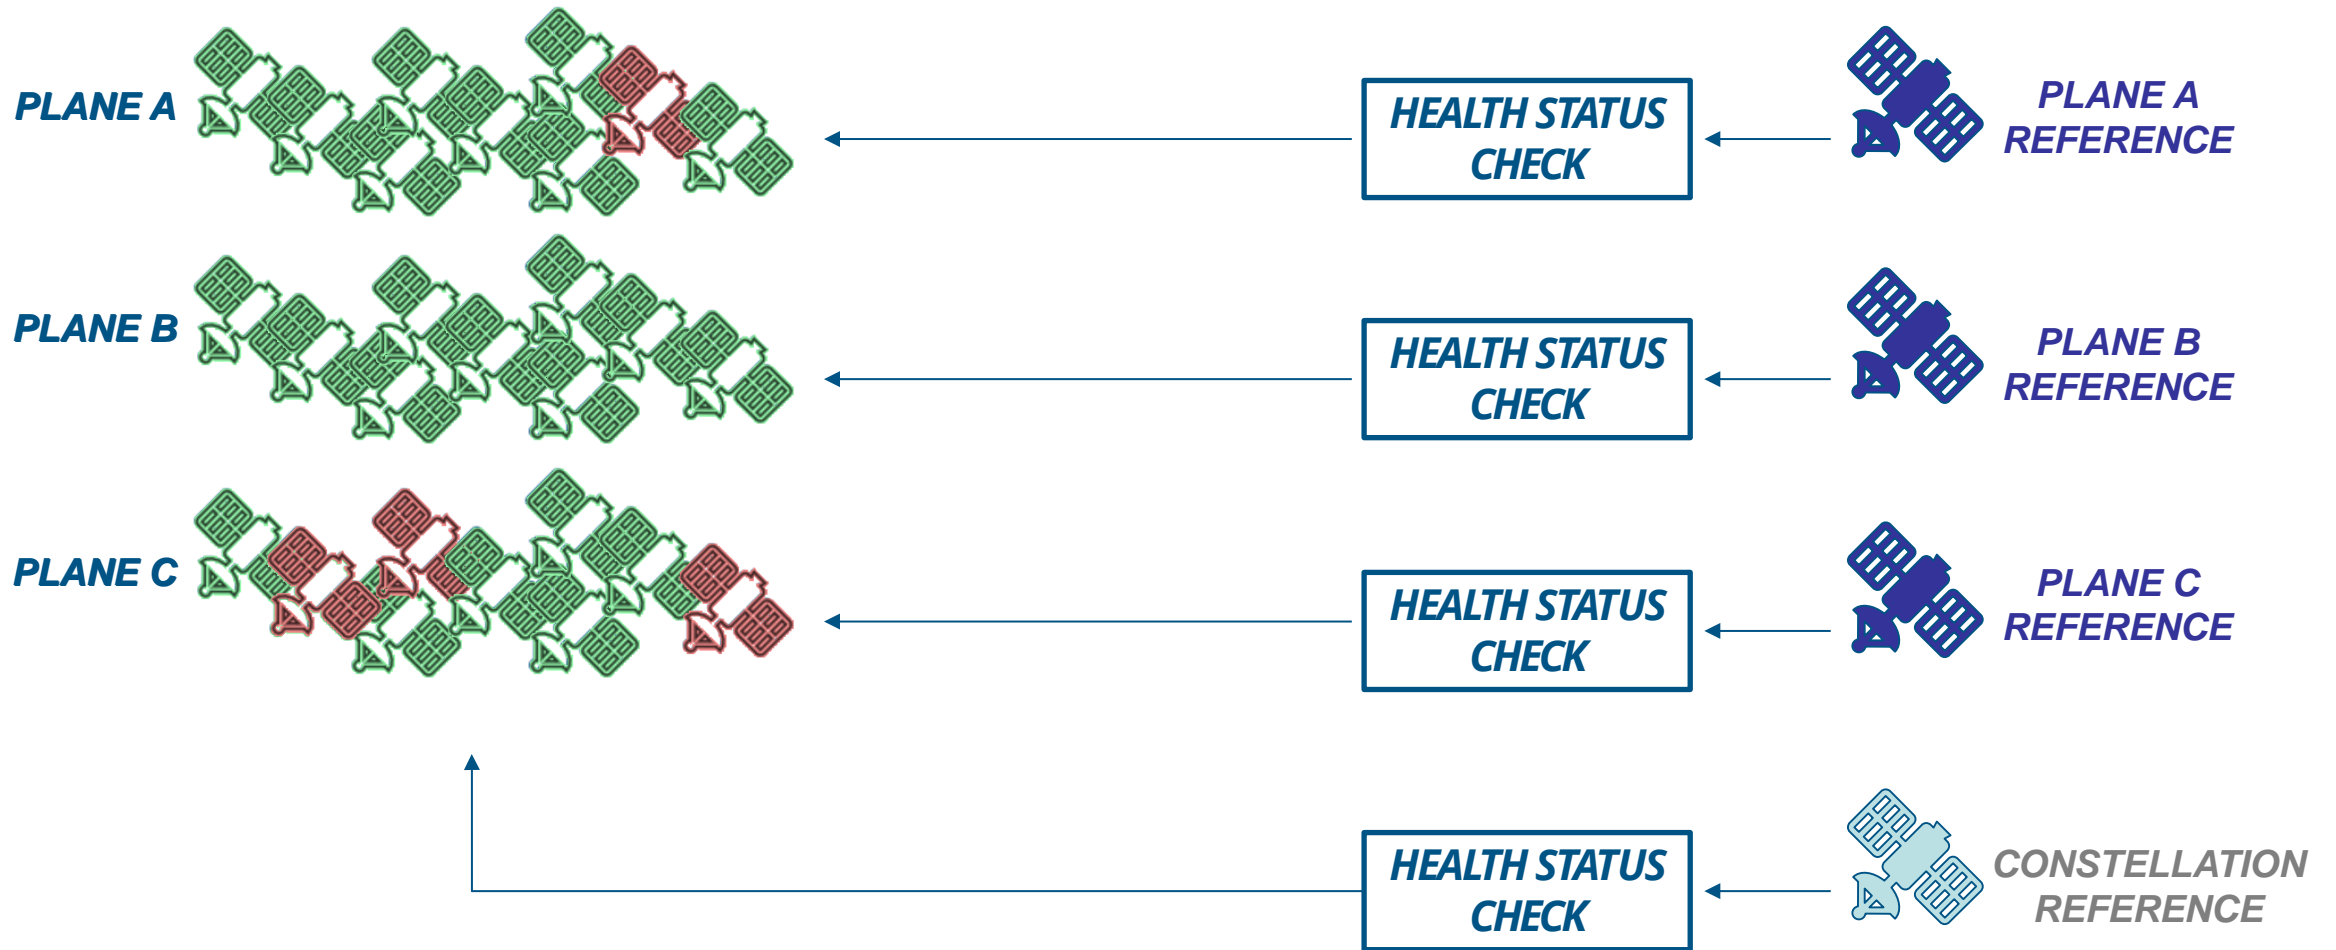 PLANE A
HEALTH STATUS
CHECK
PLANE A
REFERENCE
PLANE B
HEALTH STATUS
CHECK
PLANE B
REFERENCE
PLANE C
HEALTH STATUS
CHECK
PLANE C
REFERENCE
HEALTH STATUS
CHECK
CONSTELLATION
REFERENCE